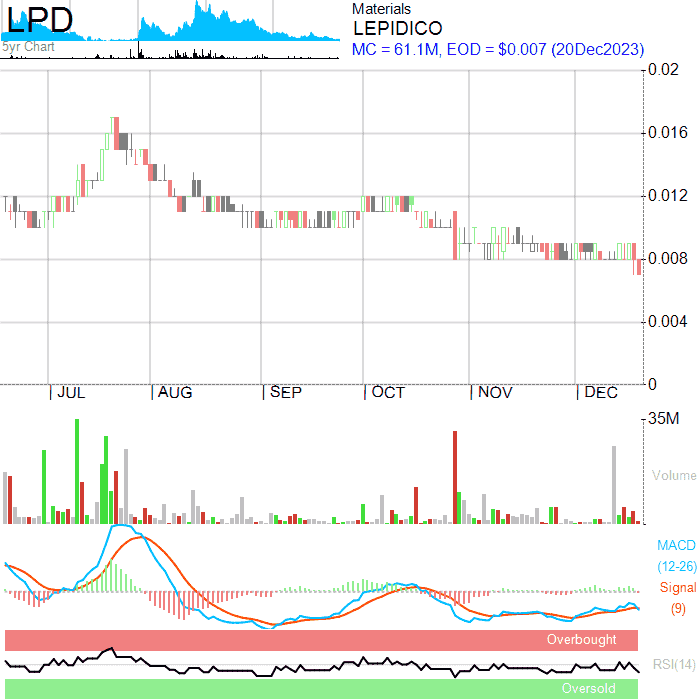 LPD
5yr Chart
Materials
LEPIDICO
MC = 61.1M, EOD = $0.007 (20Dec2023)
0.02
0.016
0.012
0.008
0.004
0
JUL AUG SEP OCT NOV DEC
35M
Volume
MACD
(12-26)
Signal
(9)
Overbought
RSI(14)
Oversold